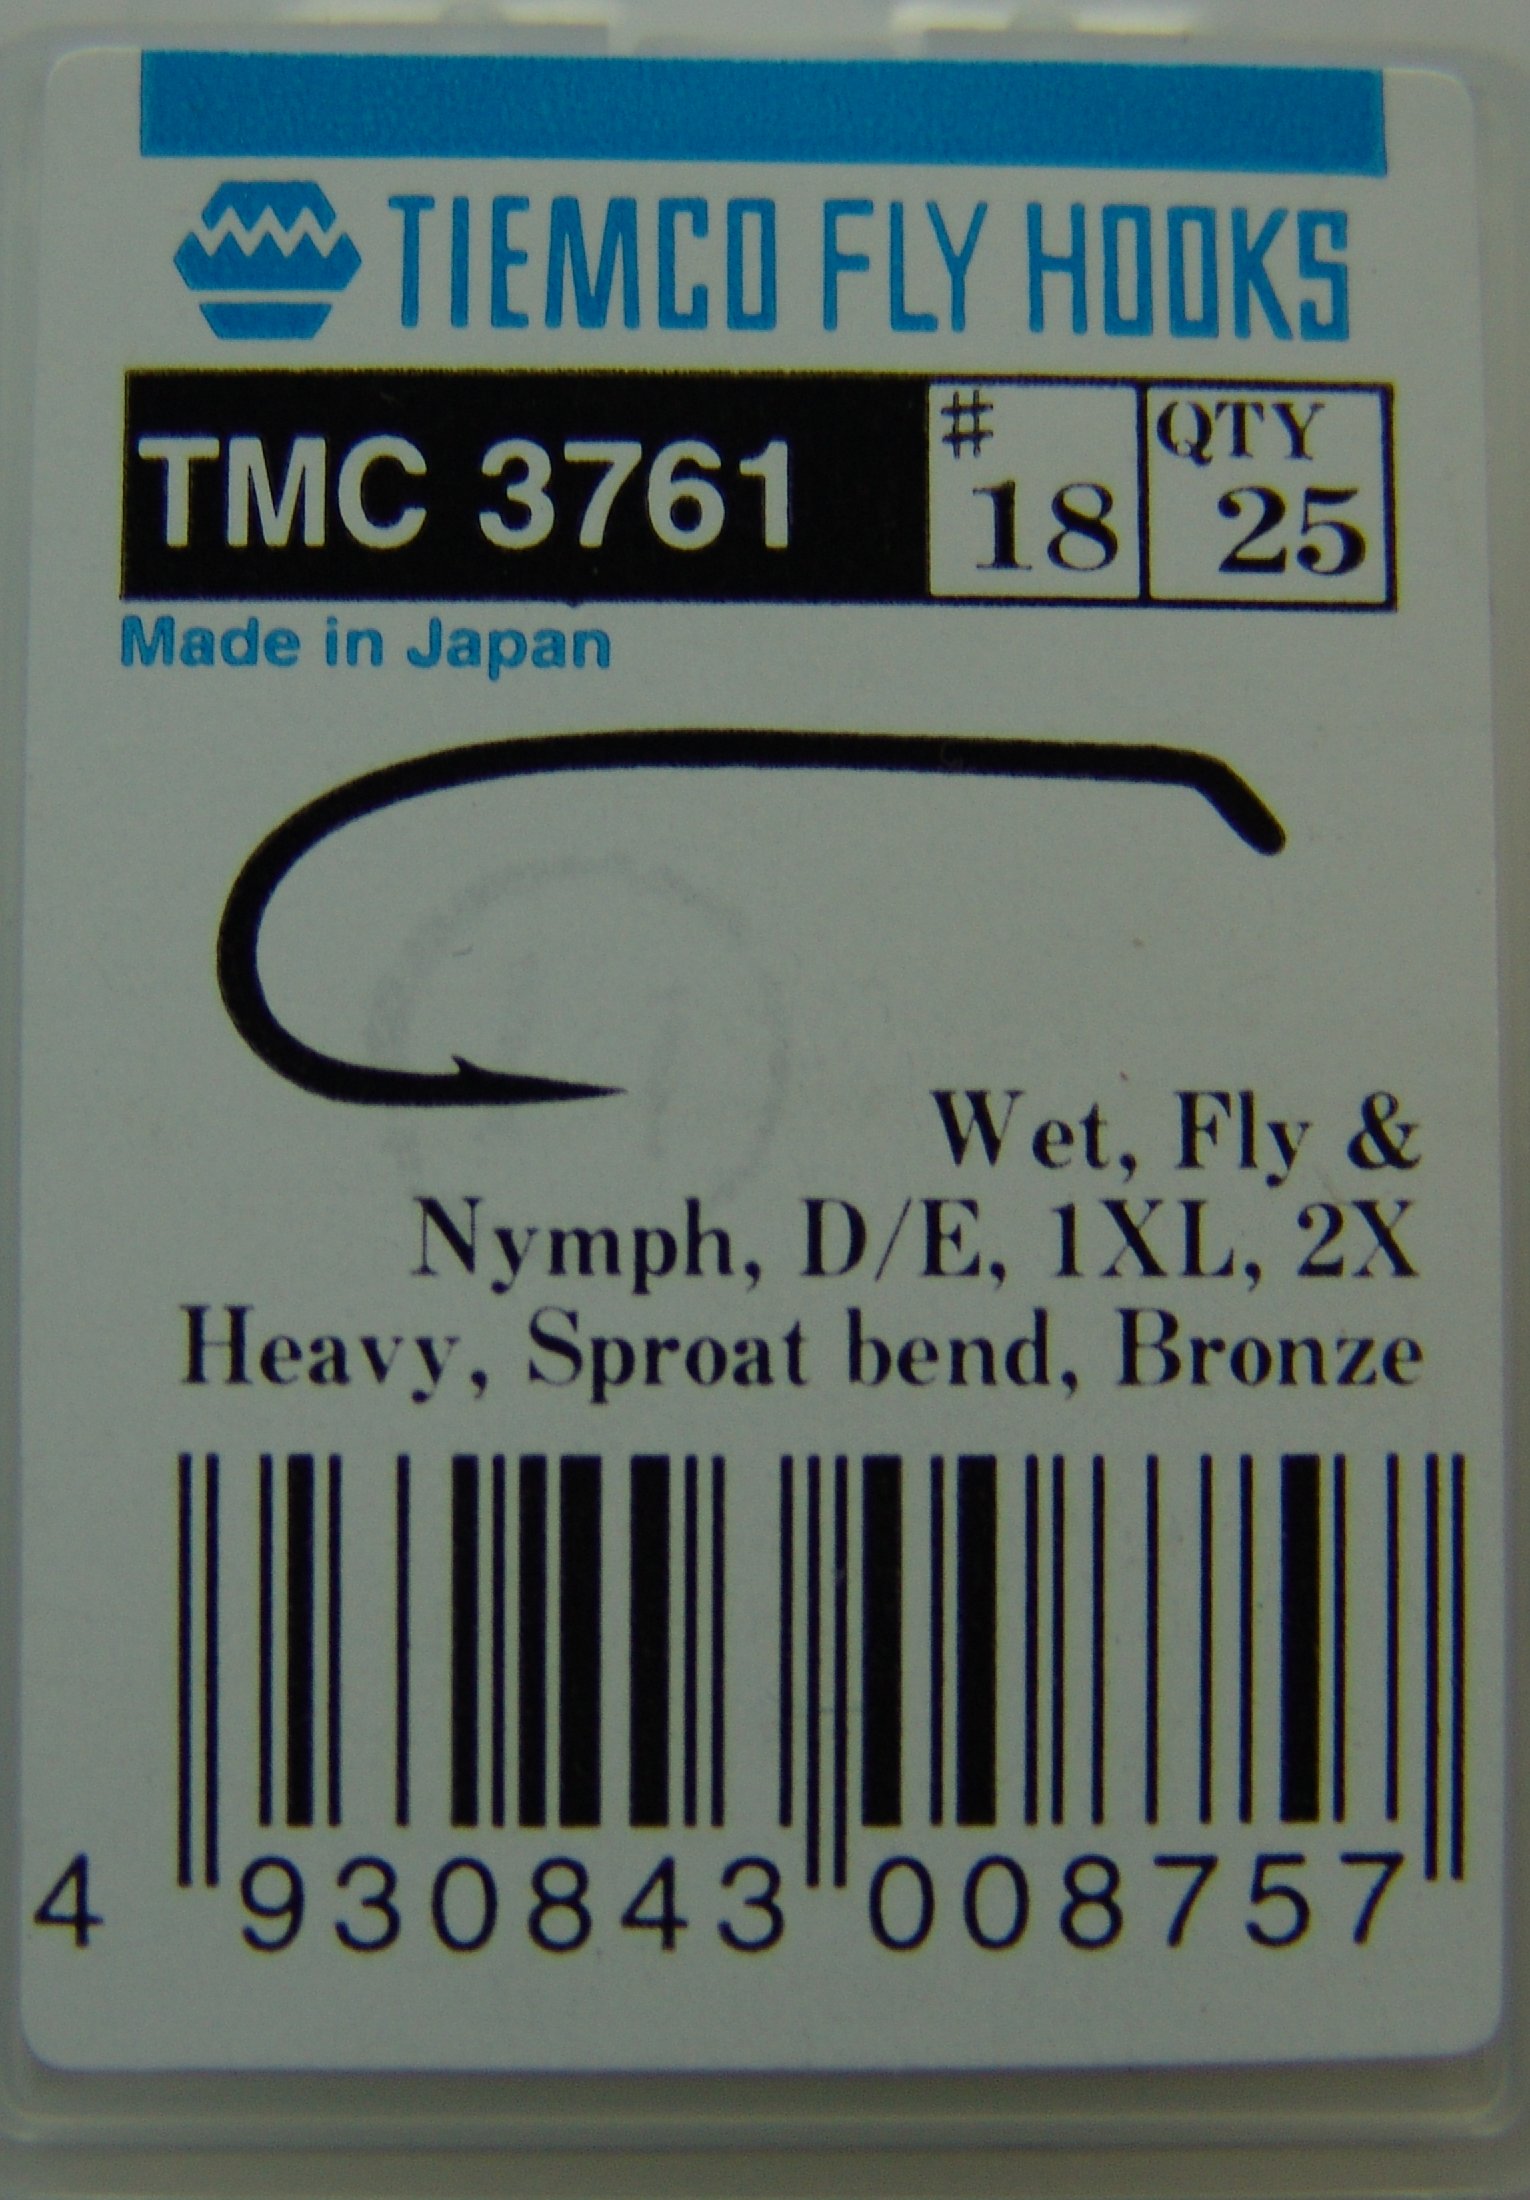 TIEMCO FLY HOOKS
TMC 3761 # 18 QTY 25
Made in Japan
Wet, Fly &
Nymph, D/E, 1XL, 2X
Heavy, Sproat bend, Bronze
4 930843 008757